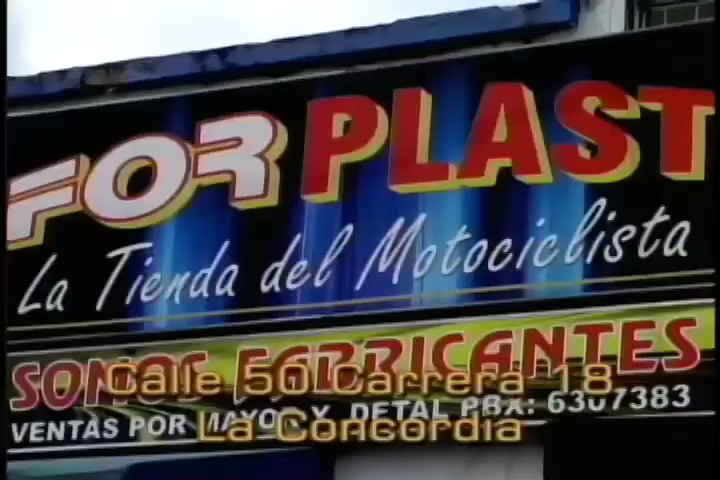 FOR PLAST
La Tienda del Motociclista
SOMOS FABRICANTES
Calle 50 Carrera 18
VENTAS POR MAYOR Y DETAL PBX: 6307383
La Concordia